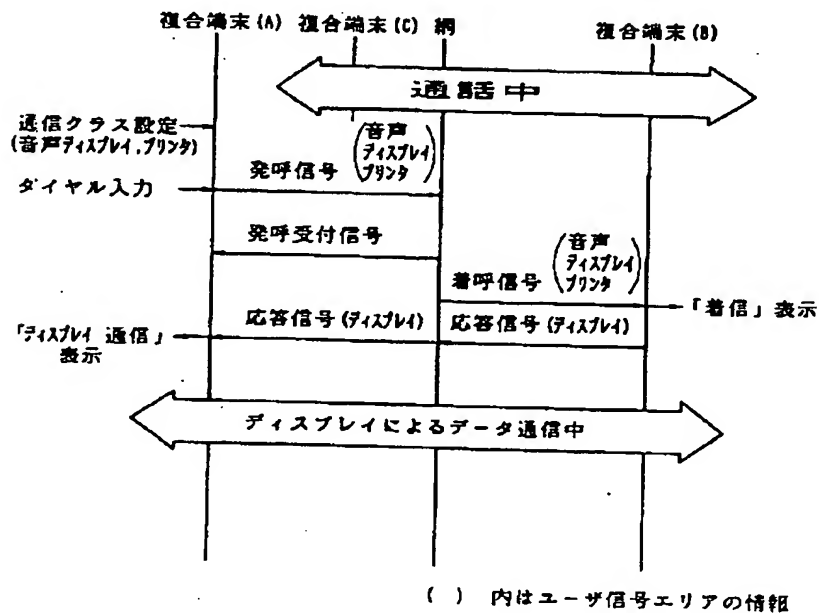 複合端末(A) 複合端末(C) 網 複合端末(B)
通話中
通信クラス設定
(音声ディスプレイ,プリンタ)
音声
ディスプレイ
プリンタ
発呼信号
ダイヤル入力
発呼受付信号
音声
ディスプレイ
プリンタ
着呼信号
「着信」表示
応答信号(ディスプレイ) 応答信号(ディスプレイ)
「ディスプレイ通信」
表示
ディスプレイによるデータ通信中
( ) 内はユーザ信号エリアの情報